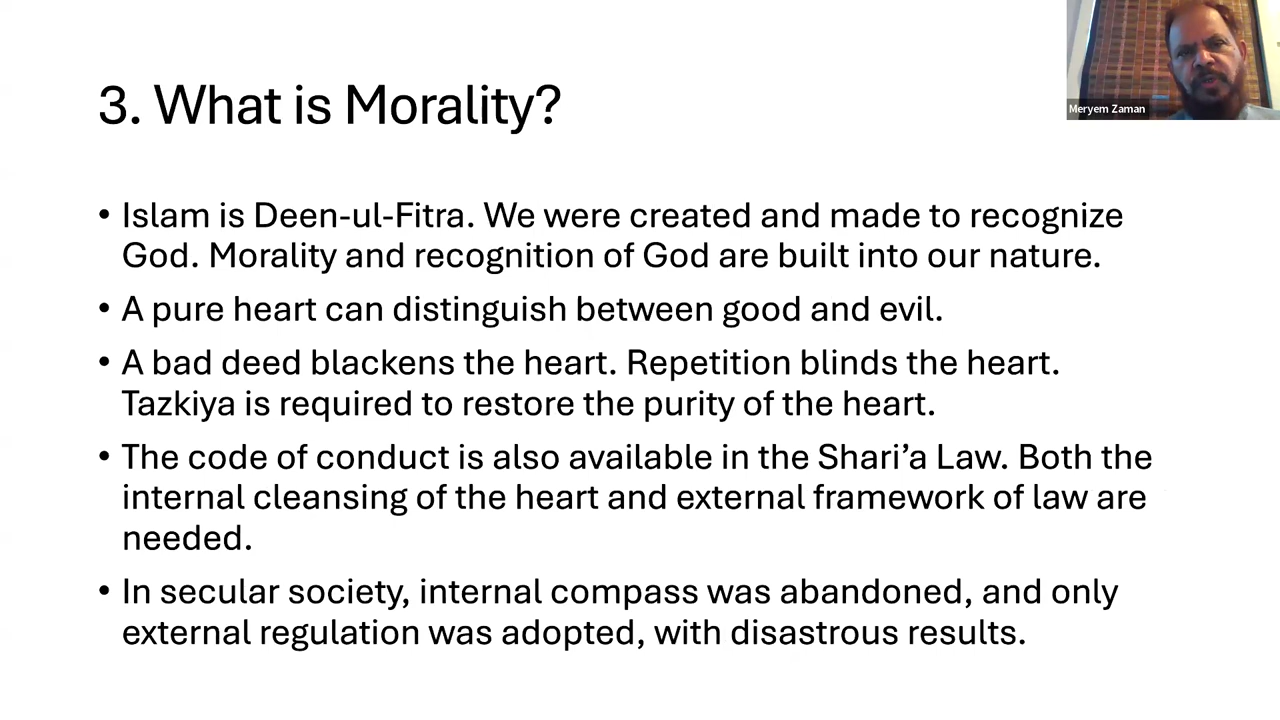 3. What is Morality?
Meryem Zaman
• Islam is Deen-ul-Fitra. We were created and made to recognize
God. Morality and recognition of God are built into our nature.
• A pure heart can distinguish between good and evil.
• A bad deed blackens the heart. Repetition blinds the heart.
Tazkiya is required to restore the purity of the heart.
• The code of conduct is also available in the Shari’a Law. Both the
internal cleansing of the heart and external framework of law are
needed.
• In secular society, internal compass was abandoned, and only
external regulation was adopted, with disastrous results.